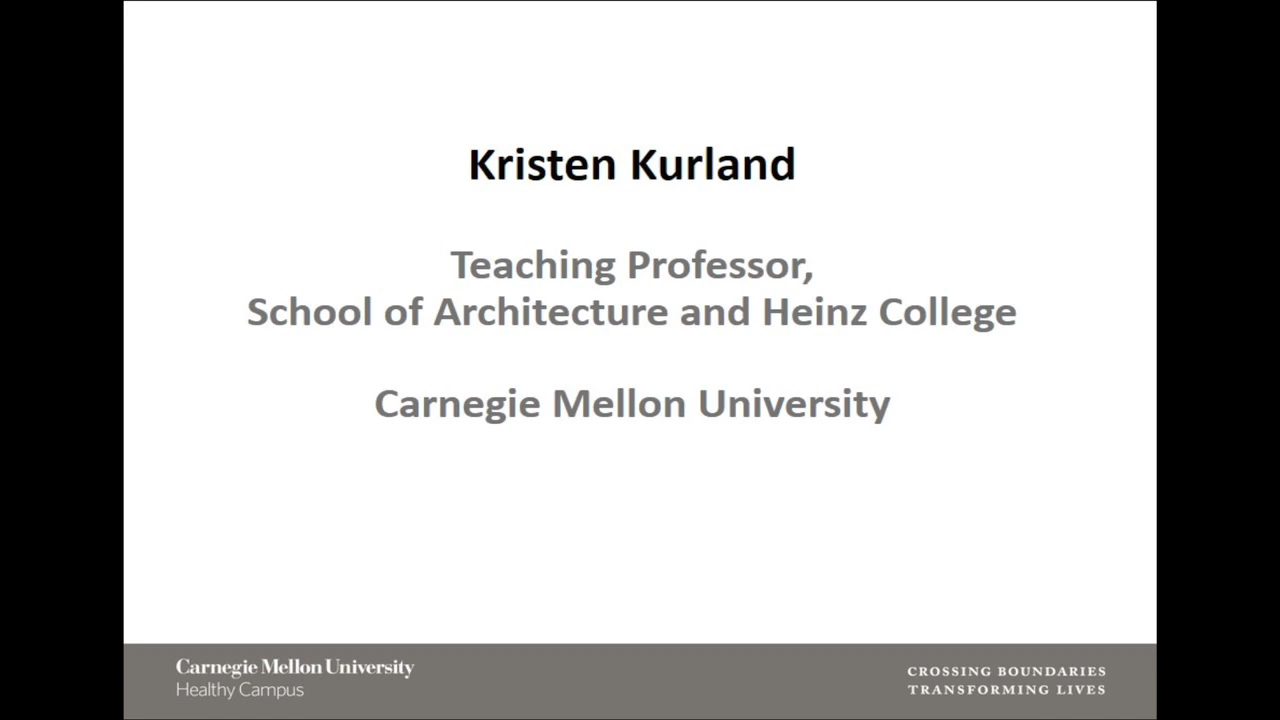 Kristen Kurland
Teaching Professor,
School of Architecture and Heinz College
Carnegie Mellon University
Carnegie Mellon University
Healthy Campus
CROSSING BOUNDARIES
TRANSFORMING LIVES